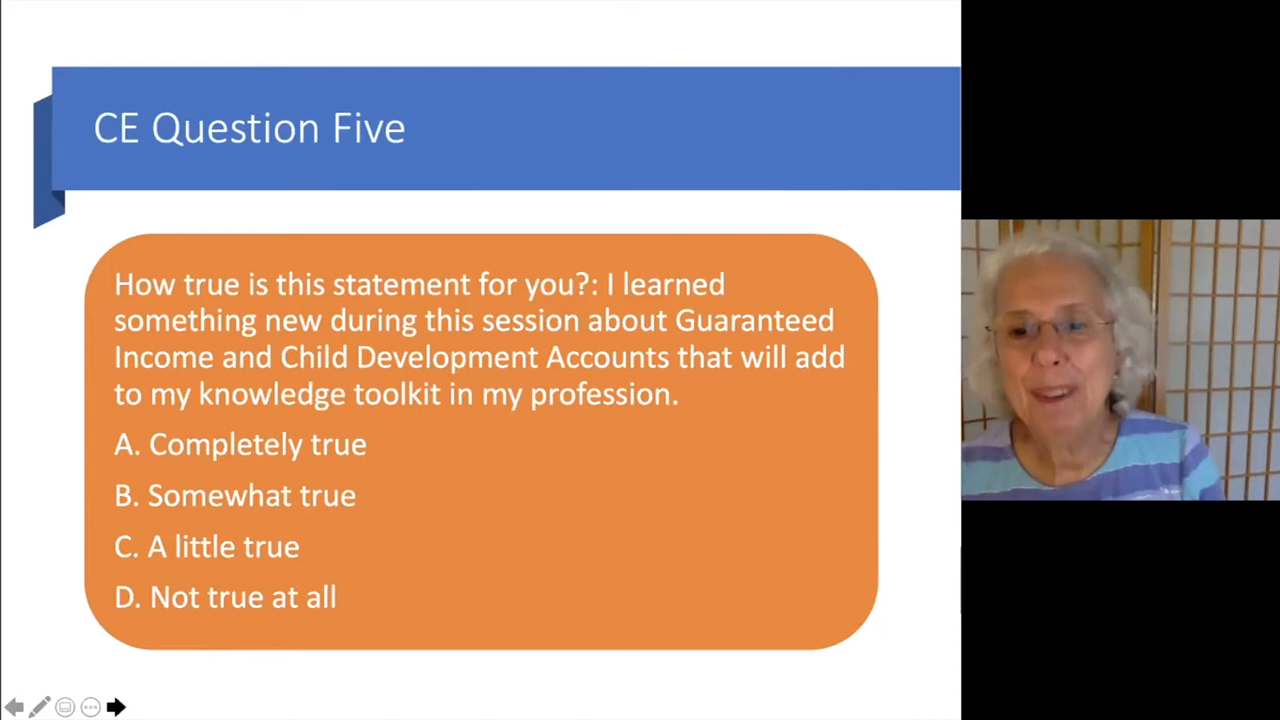 CE Question Five
How true is this statement for you?: I learned
something new during this session about Guaranteed
Income and Child Development Accounts that will add
to my knowledge toolkit in my profession.
A. Completely true
B. Somewhat true
C. A little true
D. Not true at all